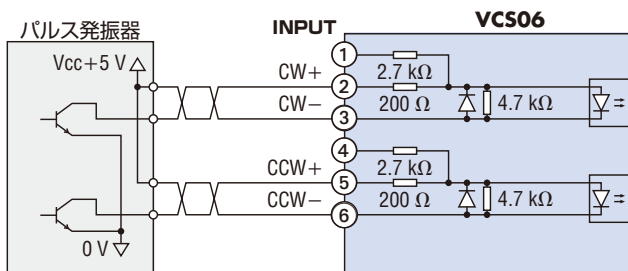 パルス発振器
Vcc+5 V
0 V
INPUT
CW+
CW−
CCW+
CCW−
VCS06
1
2.7 kΩ
2
200 Ω
4.7 kΩ
3
4
2.7 kΩ
5
200 Ω
4.7 kΩ
6